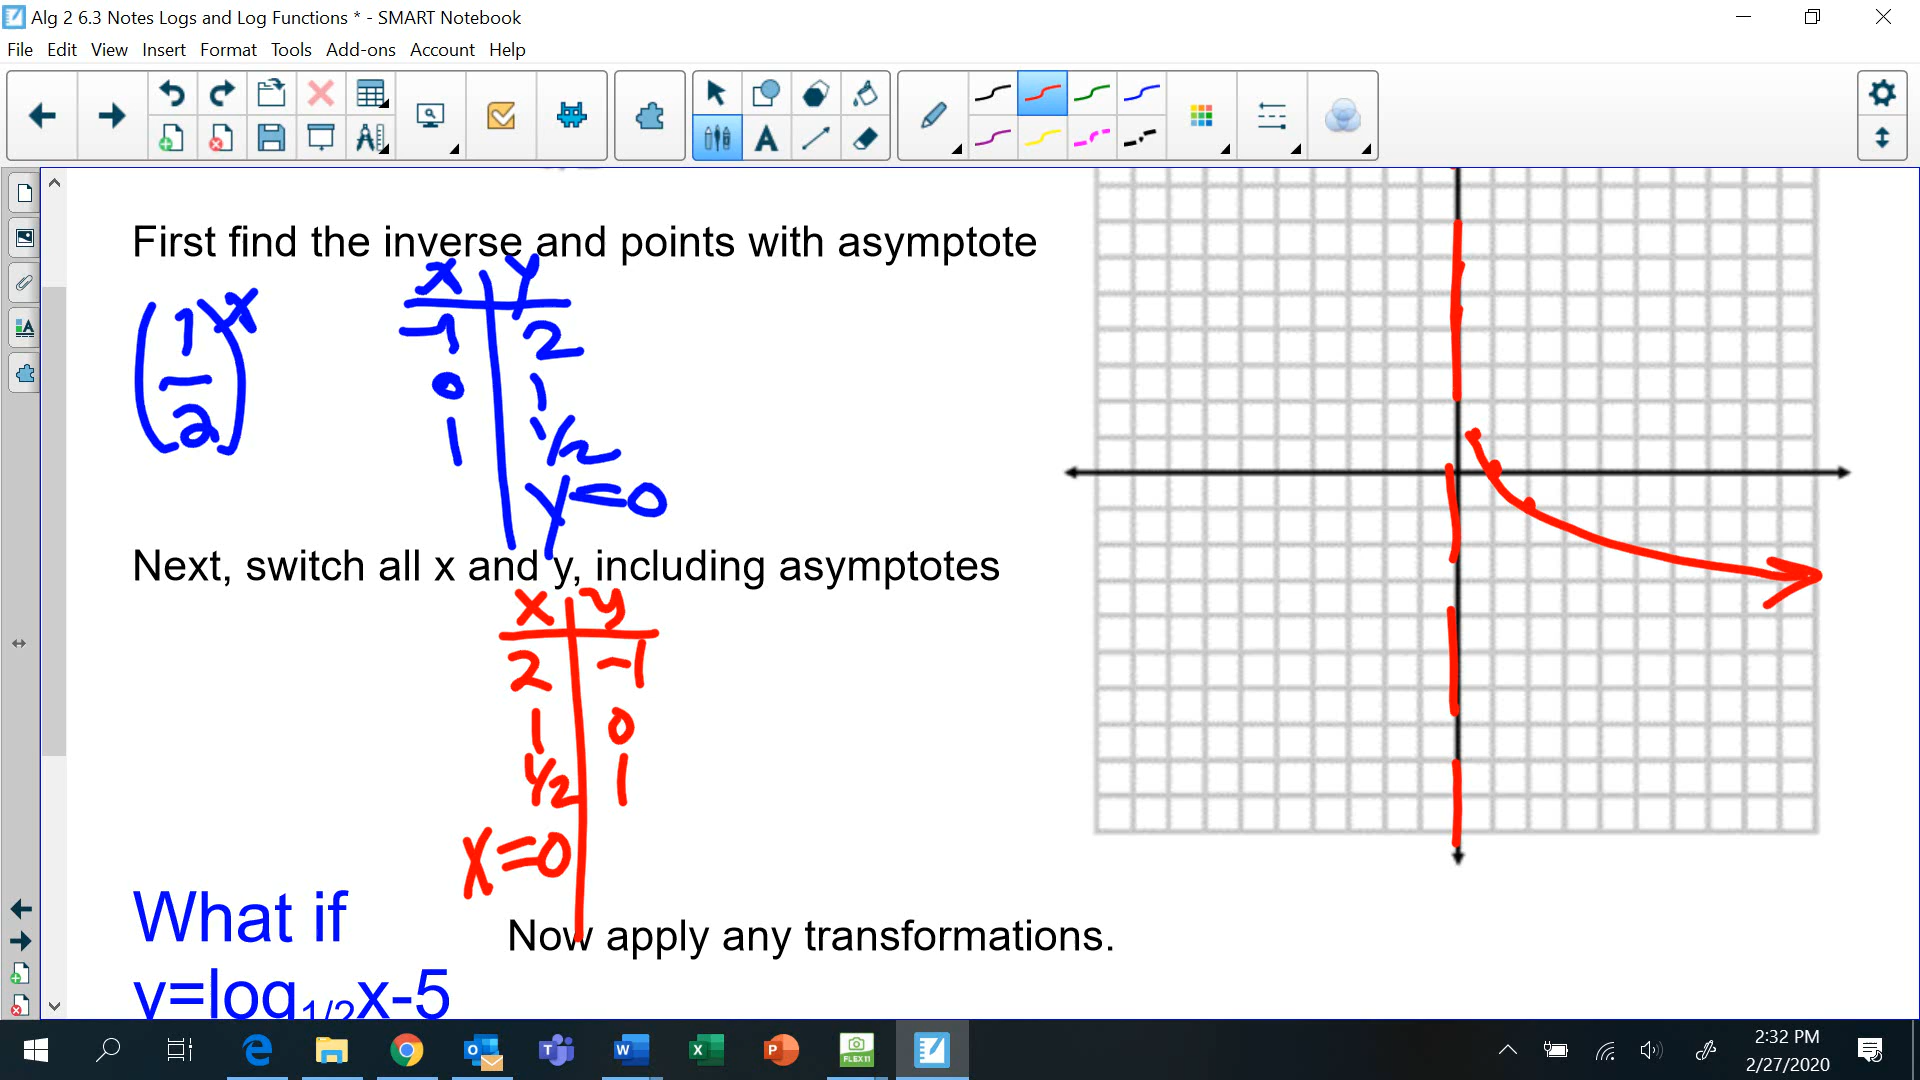 Alg 2 6.3 Notes Logs and Log Functions * - SMART Notebook
File Edit View Insert Format Tools Add-ons Account Help
First find the inverse and points with asymptote
(1/2)^x
x y
-1 2
0 1
1 1/2
y=0
Next, switch all x and y, including asymptotes
x y
2 -1
1 0
1/2 1
x=0
What if
y=log1/2x-5
Now apply any transformations.
FLEX11
2:32 PM
2/27/2020